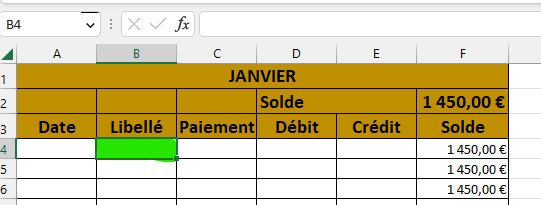 B4 fx
A B C D E F
1 JANVIER
2 Solde 1 450,00 €
3 Date Libellé Paiement Débit Crédit Solde
4 1 450,00 €
5 1 450,00 €
6 1 450,00 €